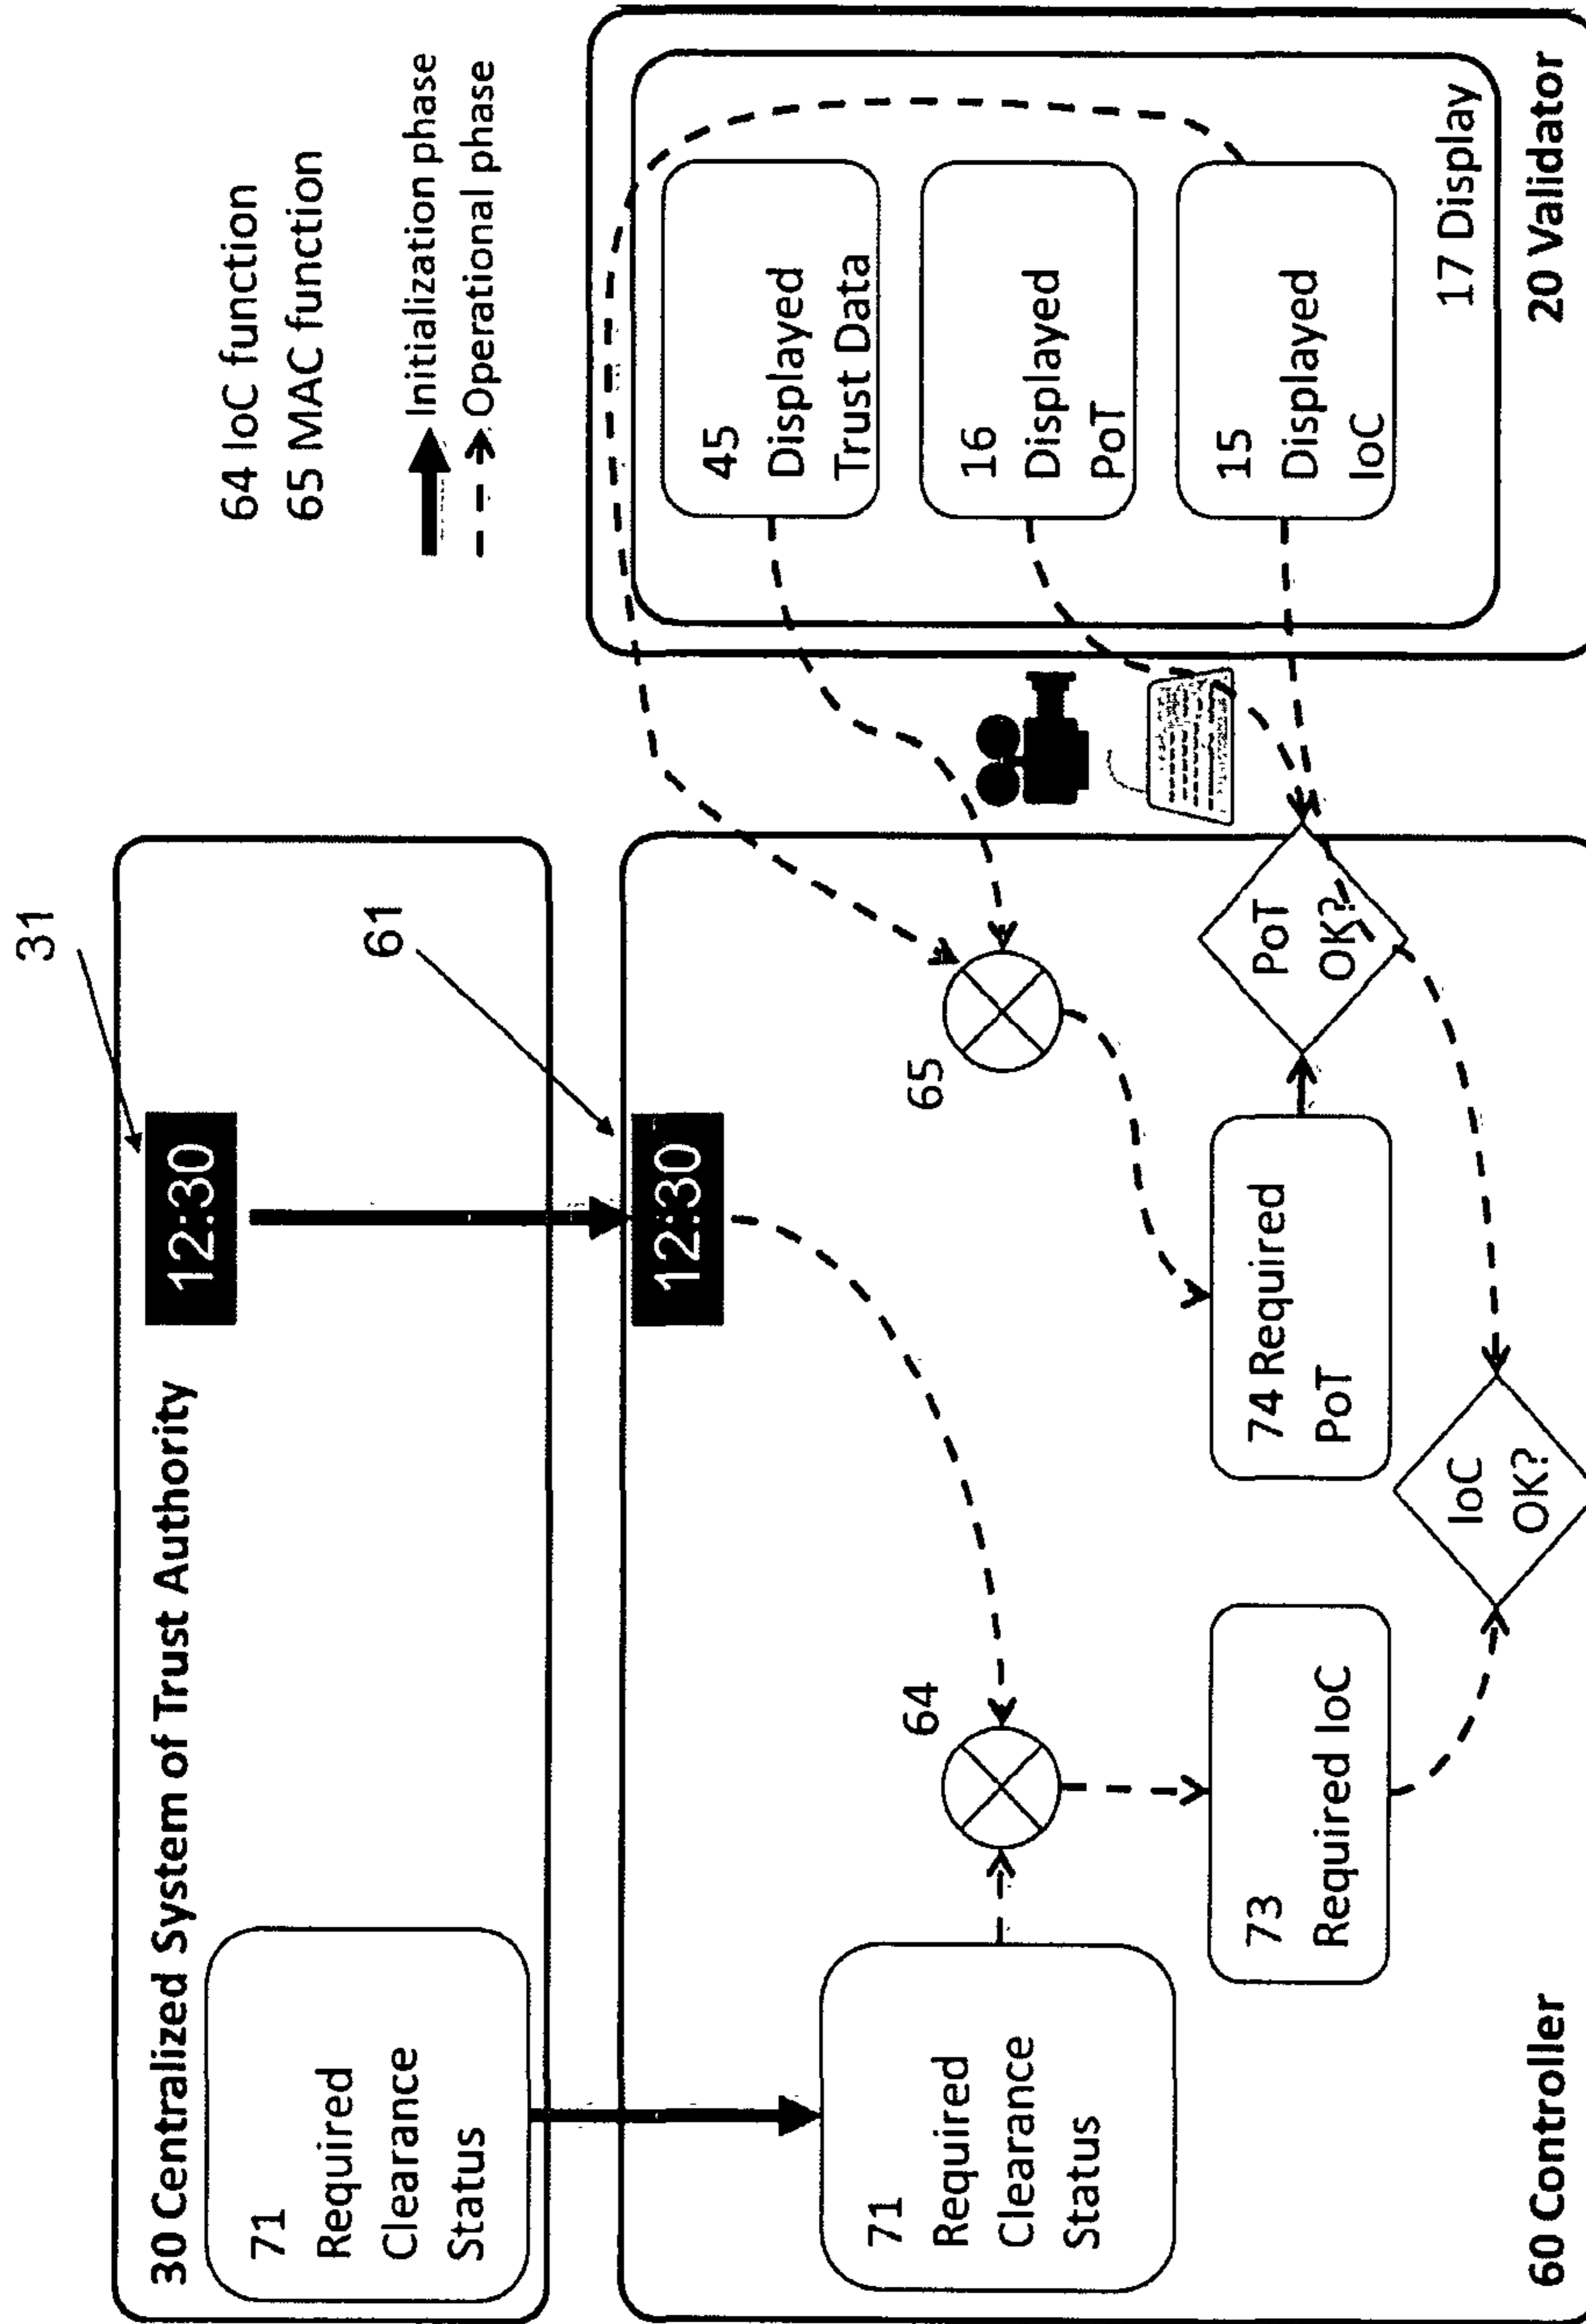 31
30 Centralized System of Trust Authority
12:30
71
Required
Clearance
Status
61
12:30
64 IoC function
65 MAC function
Initialization phase
Operational phase
71
Required
Clearance
Status
64
65
73
Required IoC
74 Required
PoT
IoC
OK?
PoT
OK?
60 Controller
45
Displayed
Trust Data
16
Displayed
PoT
15
Displayed
IoC
17 Display
20 Validator